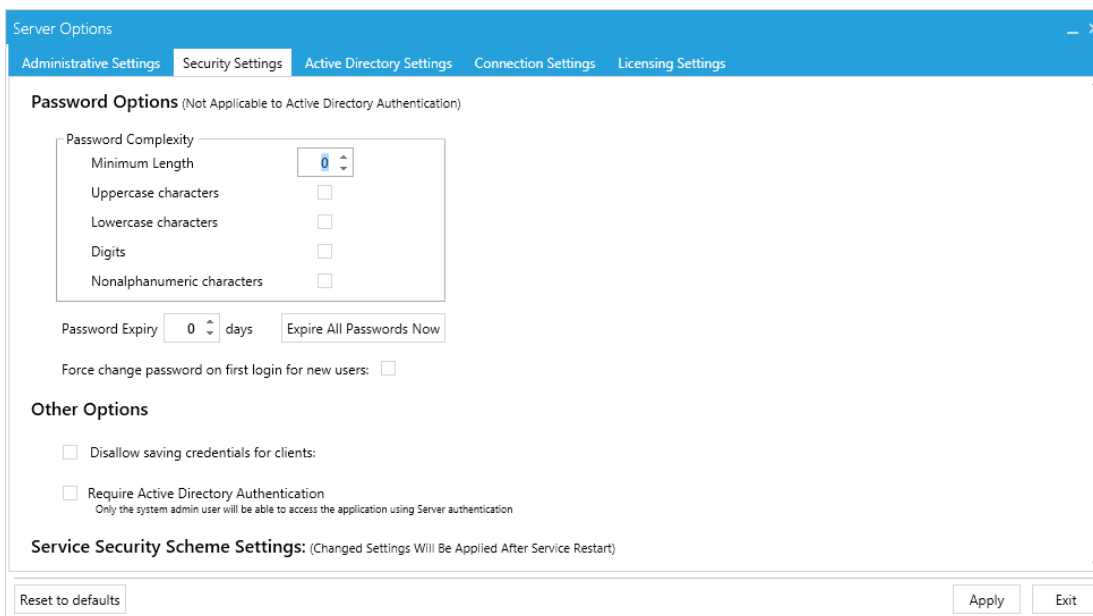 Server Options
Administrative Settings Security Settings Active Directory Settings Connection Settings Licensing Settings
Password Options (Not Applicable to Active Directory Authentication)
Password Complexity
Minimum Length 0
Uppercase characters
Lowercase characters
Digits
Nonalphanumeric characters
Password Expiry 0 days Expire All Passwords Now
Force change password on first login for new users:
Other Options
Disallow saving credentials for clients:
Require Active Directory Authentication
Only the system admin user will be able to access the application using Server authentication
Service Security Scheme Settings: (Changed Settings Will Be Applied After Service Restart)
Reset to defaults Apply Exit